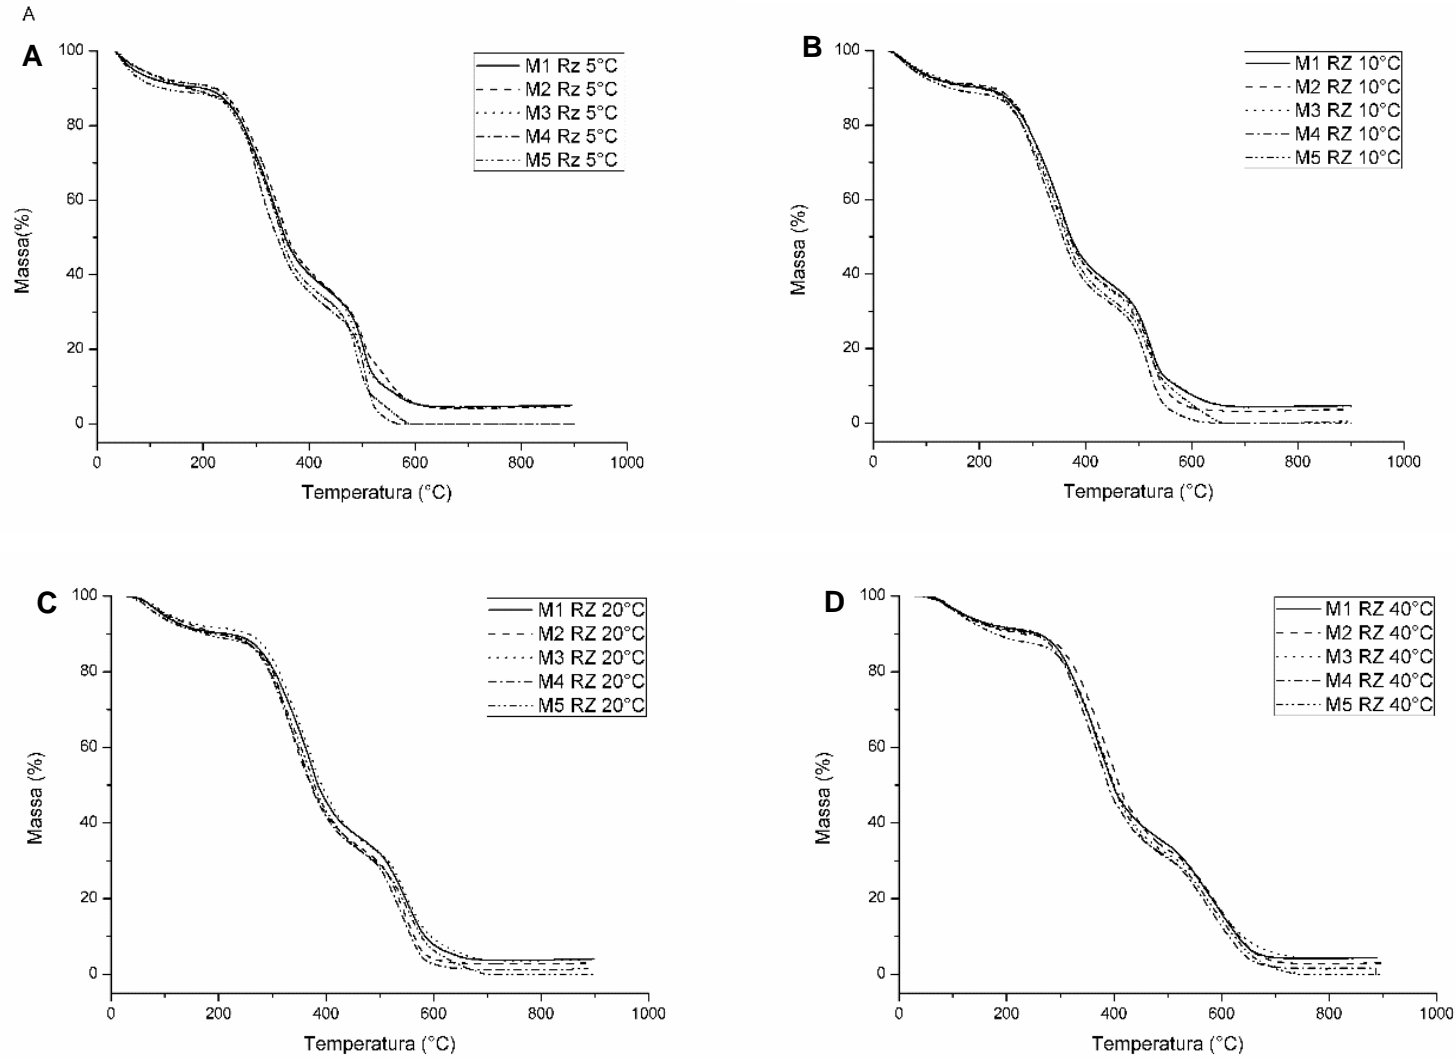 A
A
100
80
60
40
20
0
0
200
400
600
800
1000
Massa(%)
Temperatura (°C)
M1 Rz 5°C
M2 Rz 5°C
M3 Rz 5°C
M4 Rz 5°C
M5 Rz 5°C
B
100
80
60
40
20
0
0
200
400
600
800
1000
Massa (%)
Temperatura (°C)
M1 RZ 10°C
M2 RZ 10°C
M3 RZ 10°C
M4 RZ 10°C
M5 RZ 10°C
C
100
80
60
40
20
0
0
200
400
600
800
1000
Massa (%)
Temperatura (°C)
M1 RZ 20°C
M2 RZ 20°C
M3 RZ 20°C
M4 RZ 20°C
M5 RZ 20°C
D
100
80
60
40
20
0
0
200
400
600
800
1000
Massa (%)
Temperatura (°C)
M1 RZ 40°C
M2 RZ 40°C
M3 RZ 40°C
M4 RZ 40°C
M5 RZ 40°C